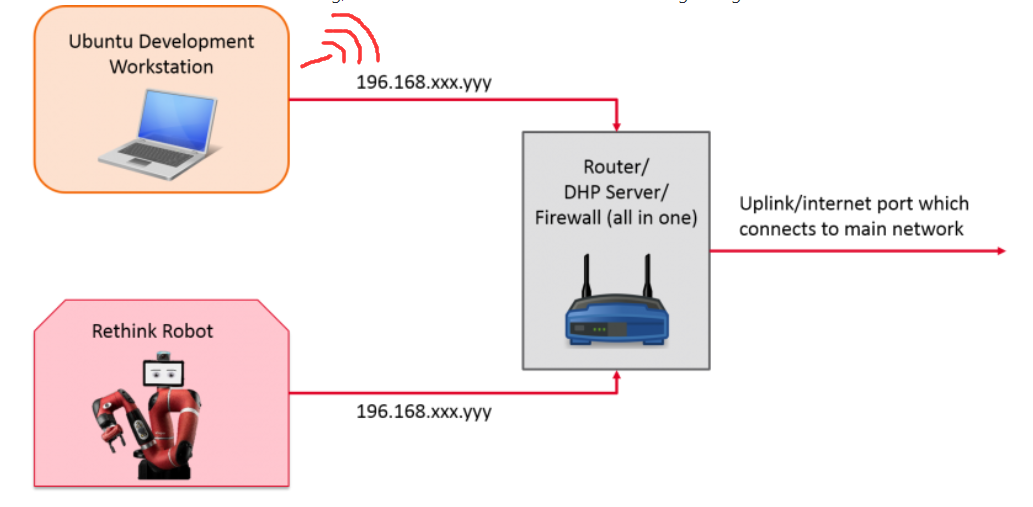 Ubuntu Development
Workstation
196.168.xxx.yyy
Router/
DHP Server/
Firewall (all in one)
Uplink/internet port which
connects to main network
Rethink Robot
196.168.xxx.yyy